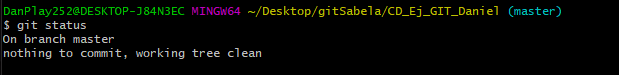 DanPlay252@DESKTOP-J84N3EC MINGW64 ~/Desktop/gitSabela/CD_Ej_GIT_Daniel (master)
$ git status
On branch master
nothing to commit, working tree clean